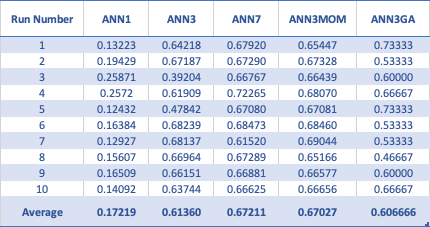 Run Number ANN1 ANN3 ANN7 ANN3MOM ANN3GA
1 0.13223 0.64218 0.67920 0.65447 0.73333
2 0.19429 0.67187 0.67290 0.67328 0.53333
3 0.25871 0.39204 0.66767 0.66439 0.60000
4 0.2572 0.61909 0.72265 0.68070 0.66667
5 0.12432 0.47842 0.67080 0.67081 0.73333
6 0.16384 0.68239 0.68473 0.68460 0.53333
7 0.12927 0.68137 0.61520 0.69044 0.53333
8 0.15607 0.66964 0.67289 0.65166 0.46667
9 0.16509 0.66151 0.66881 0.66577 0.60000
10 0.14092 0.63744 0.66625 0.66656 0.66667
Average 0.17219 0.61360 0.67211 0.67027 0.606666